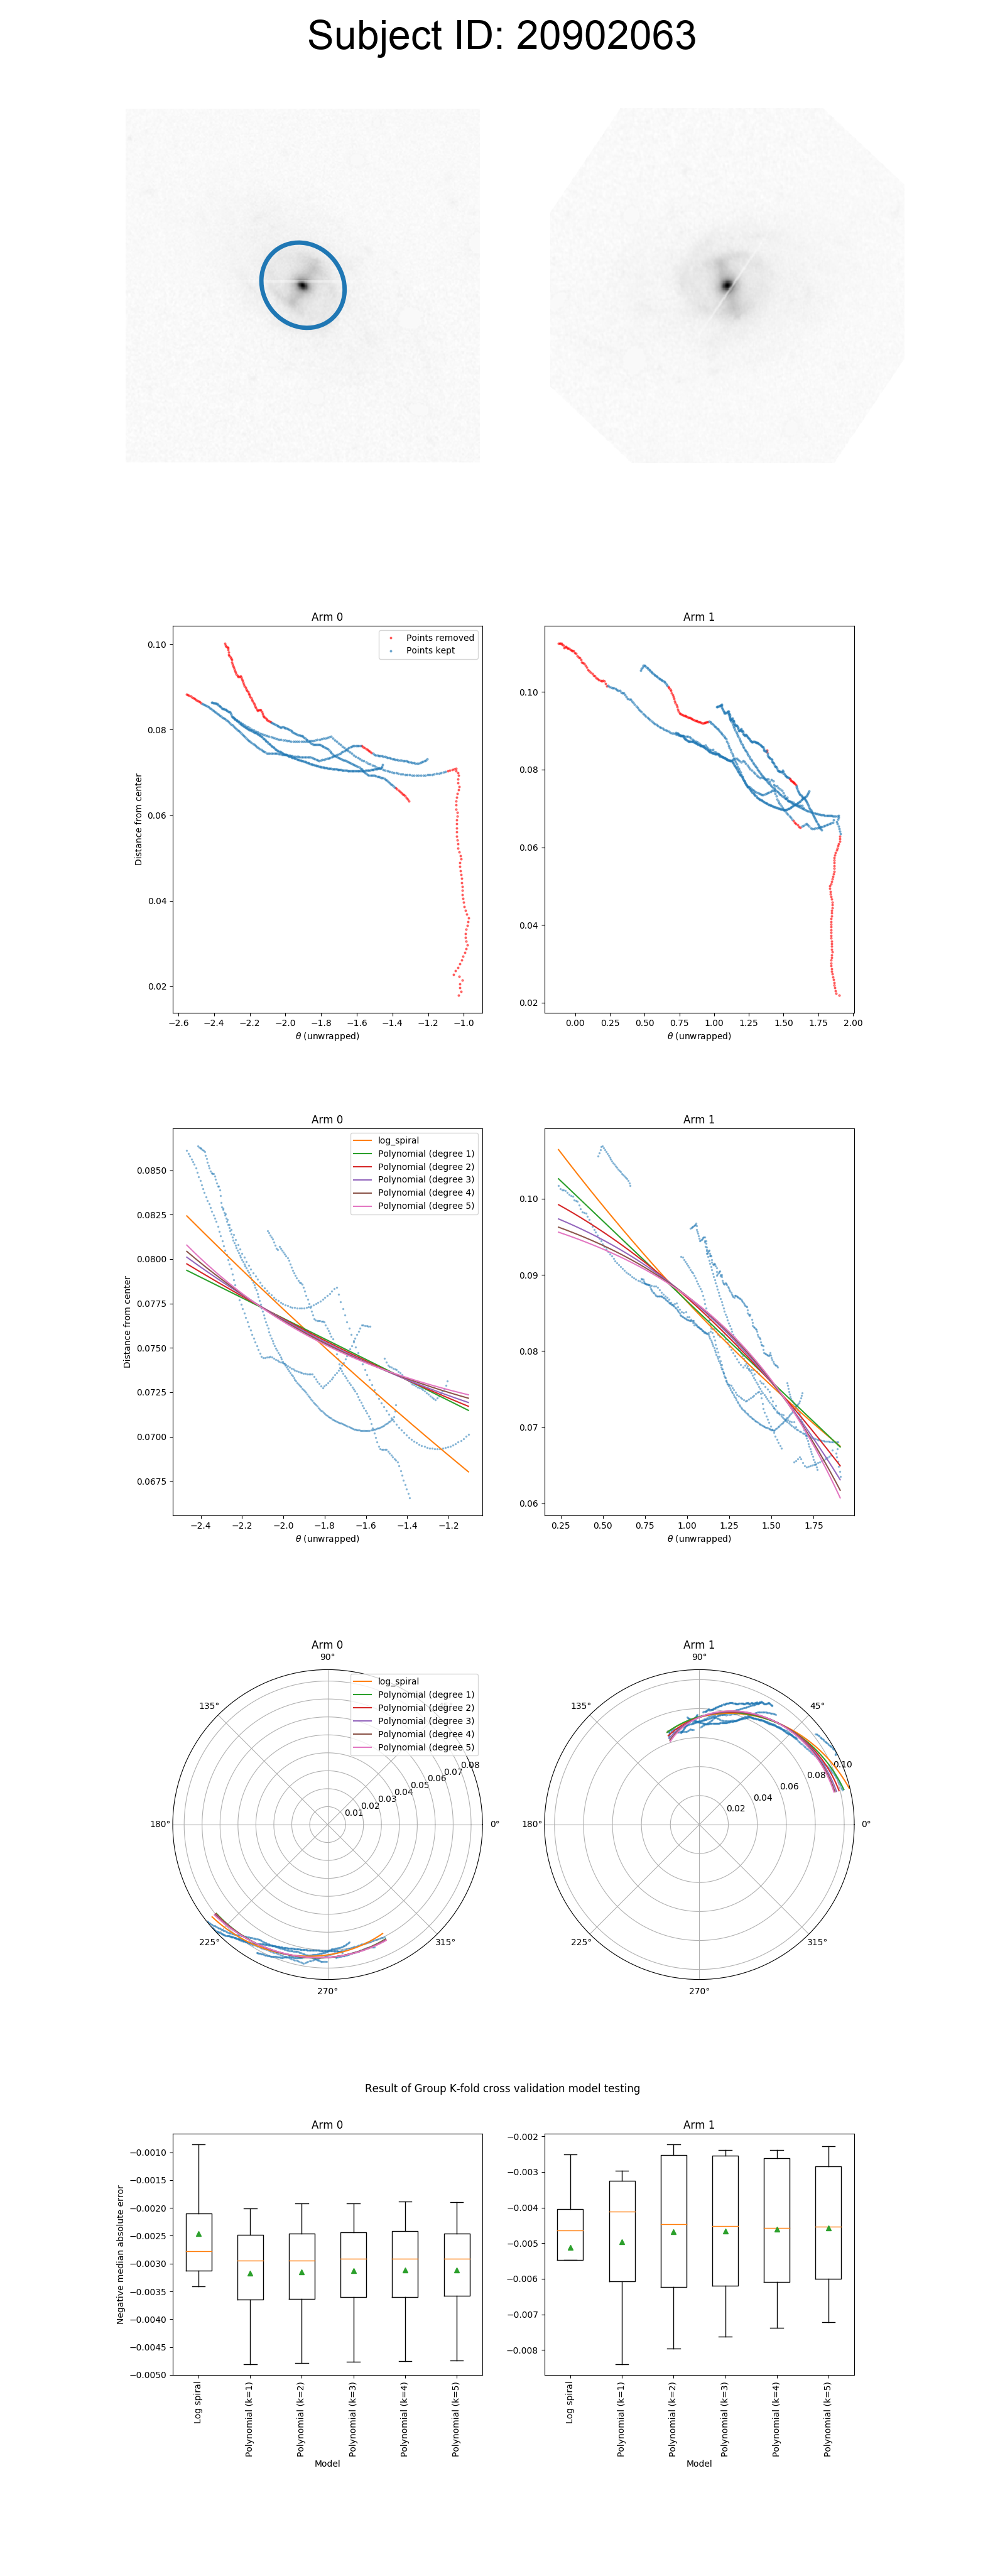 Subject ID: 20902063
Arm 0
Arm 1
Points removed
Points kept
0.10
0.08
0.06
0.04
0.02
Distance from center
−2.6 −2.4 −2.2 −2.0 −1.8 −1.6 −1.4 −1.2 −1.0
θ (unwrapped)
0.10
0.08
0.06
0.04
0.02
0.00 0.25 0.50 0.75 1.00 1.25 1.50 1.75 2.00
θ (unwrapped)
Arm 0
Arm 1
log_spiral
Polynomial (degree 1)
Polynomial (degree 2)
Polynomial (degree 3)
Polynomial (degree 4)
Polynomial (degree 5)
0.0850
0.0825
0.0800
0.0775
0.0750
0.0725
0.0700
0.0675
Distance from center
−2.4 −2.2 −2.0 −1.8 −1.6 −1.4 −1.2
θ (unwrapped)
0.10
0.09
0.08
0.07
0.06
0.25 0.50 0.75 1.00 1.25 1.50 1.75
θ (unwrapped)
Arm 0
90°
135°
180°
225°
270°
315°
0°
0.01 0.02 0.03 0.04 0.05 0.06 0.07 0.08
log_spiral
Polynomial (degree 1)
Polynomial (degree 2)
Polynomial (degree 3)
Polynomial (degree 4)
Polynomial (degree 5)
Arm 1
90°
45°
135°
180°
225°
270°
315°
0°
0.02 0.04 0.06 0.08 0.10
Result of Group K-fold cross validation model testing
Arm 0
Arm 1
−0.0010
−0.0015
−0.0020
−0.0025
−0.0030
−0.0035
−0.0040
−0.0045
−0.0050
Negative median absolute error
Log spiral
Polynomial (k=1)
Polynomial (k=2)
Polynomial (k=3)
Polynomial (k=4)
Polynomial (k=5)
Model
−0.002
−0.003
−0.004
−0.005
−0.006
−0.007
−0.008
Log spiral
Polynomial (k=1)
Polynomial (k=2)
Polynomial (k=3)
Polynomial (k=4)
Polynomial (k=5)
Model